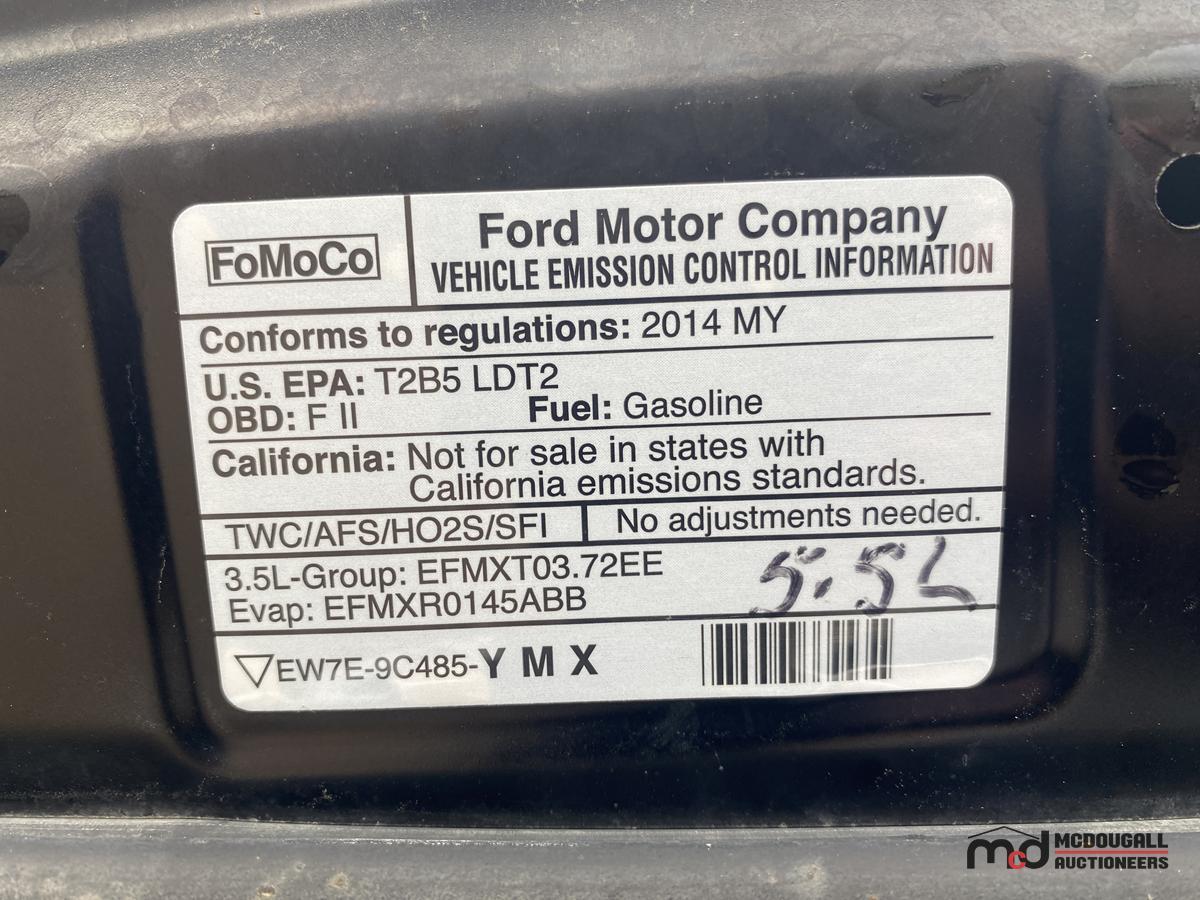 FoMoCo
Ford Motor Company
VEHICLE EMISSION CONTROL INFORMATION
Conforms to regulations: 2014 MY
U.S. EPA: T2B5 LDT2
OBD: F II Fuel: Gasoline
California: Not for sale in states with
California emissions standards.
TWC/AFS/HO2S/SFI No adjustments needed.
3.5L-Group: EFMXT03.72EE
Evap: EFMXR0145ABB
5.5L
EW7E-9C485-Y M X
mcd MCDOUGALL
AUCTIONEERS